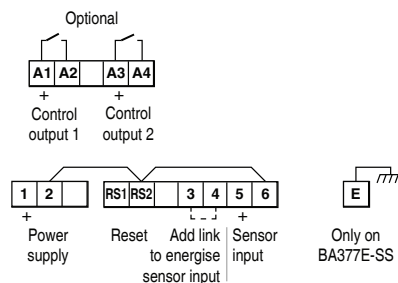 Optional
A1 A2 A3 A4
+ +
Control Control
output 1 output 2
1 2 RS1 RS2 3 4 5 6 E
+ +
Power Reset Add link Sensor Only on
supply to energise input BA377E-SS
sensor input